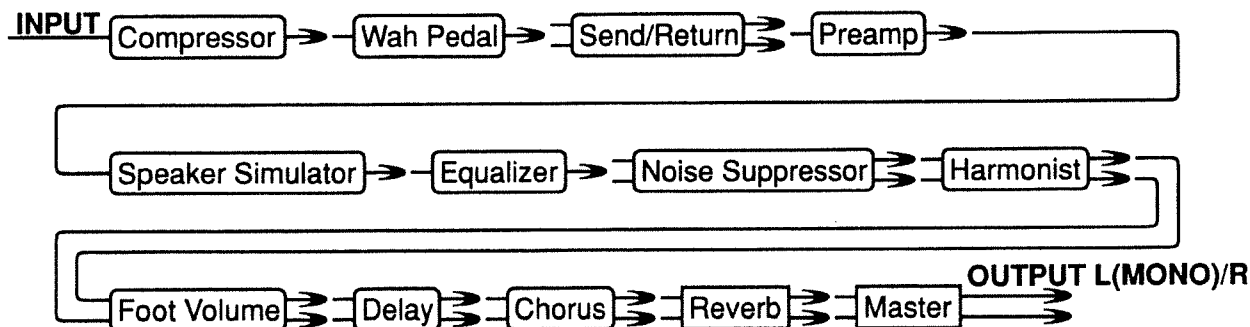 INPUT Compressor Wah Pedal Send/Return Preamp
Speaker Simulator Equalizer Noise Suppressor Harmonist
OUTPUT L(MONO)/R
Foot Volume Delay Chorus Reverb Master